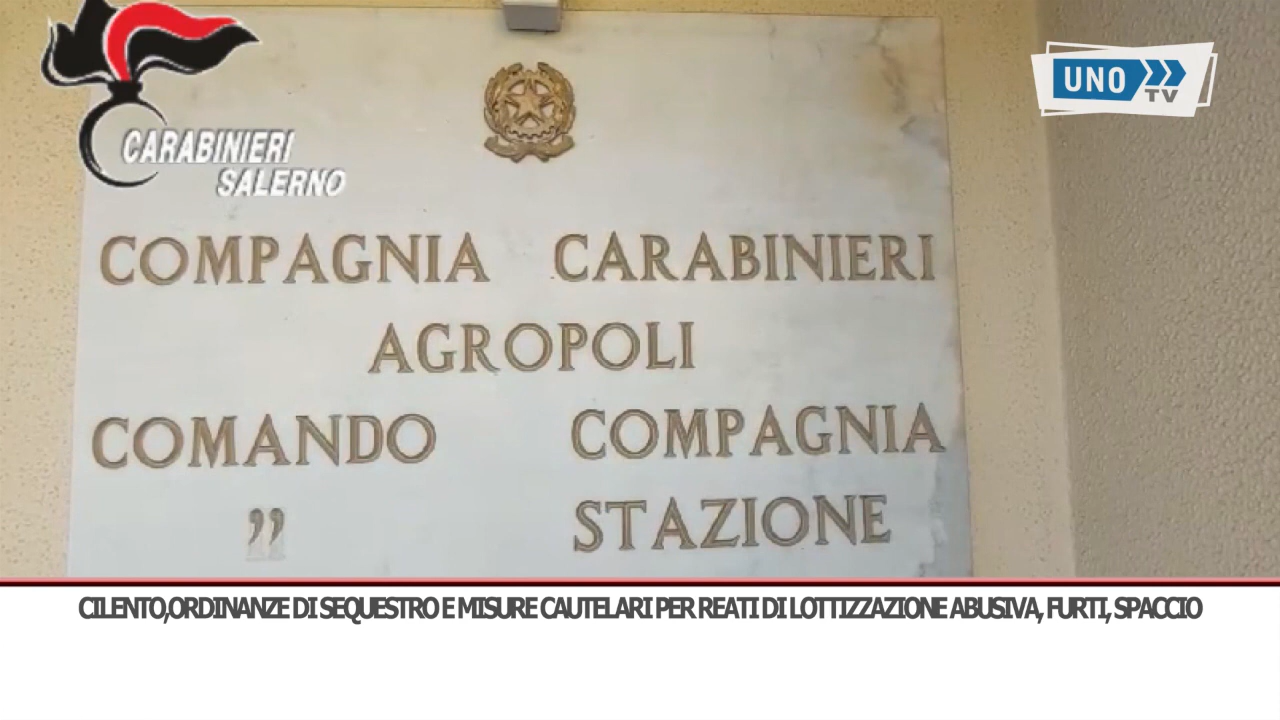 CARABINIERI
SALERNO
UNO
TV
COMPAGNIA CARABINIERI
AGROPOLI
COMANDO COMPAGNIA
” STAZIONE
CILENTO,ORDINANZE DI SEQUESTRO E MISURE CAUTELARI PER REATI DI LOTTIZZAZIONE ABUSIVA, FURTI, SPACCIO